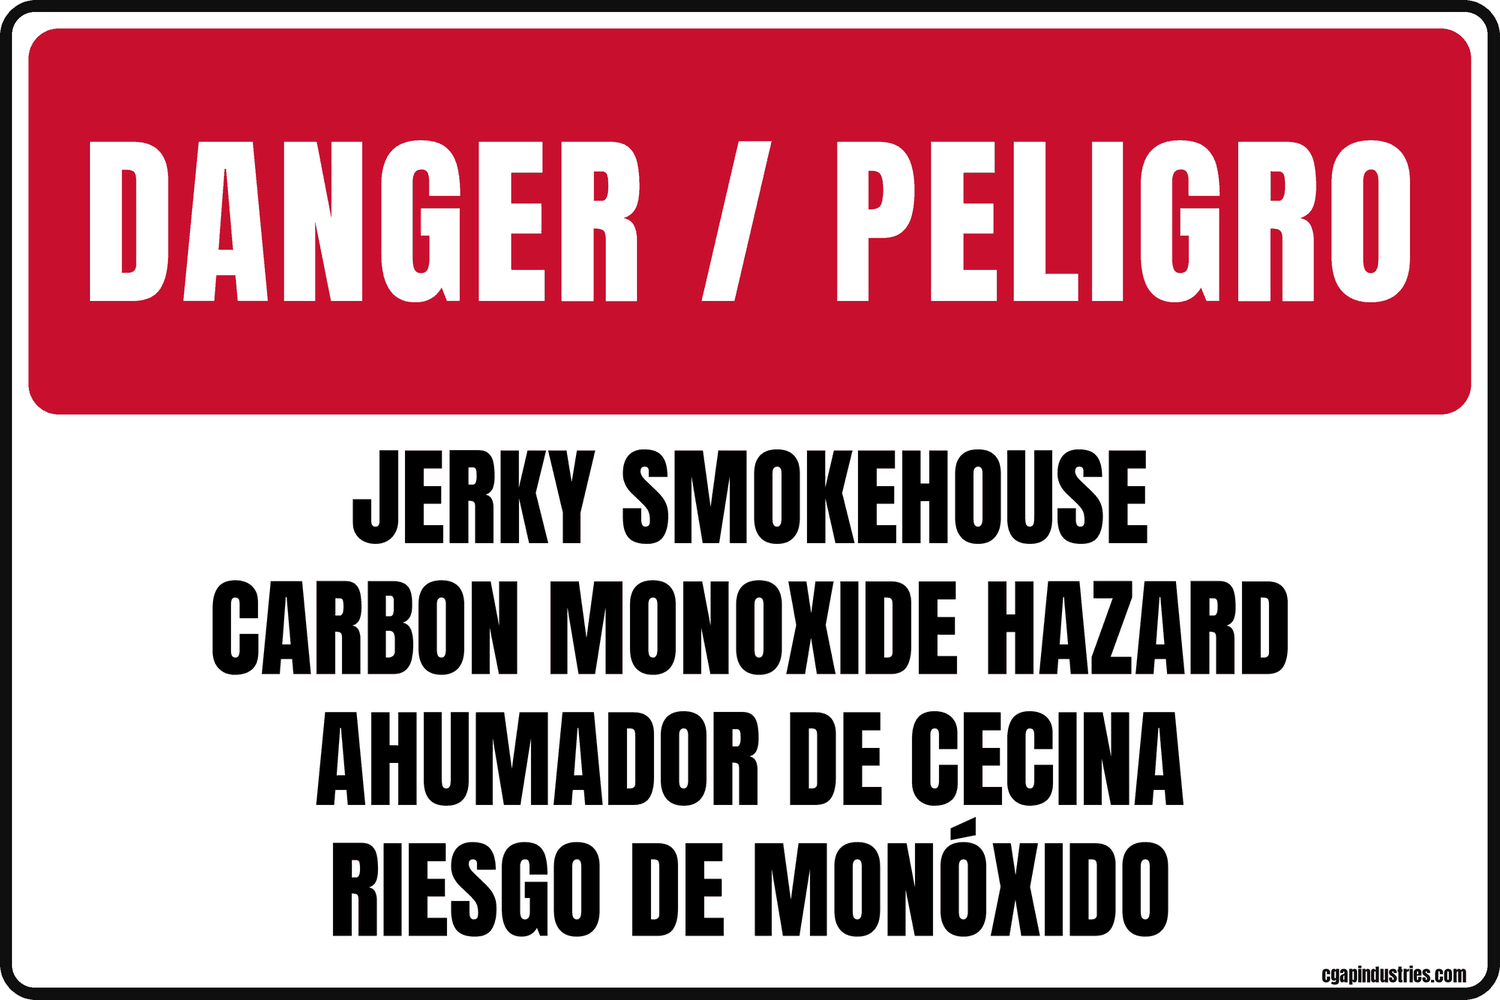 DANGER / PELIGRO
JERKY SMOKEHOUSE
CARBON MONOXIDE HAZARD
AHUMADOR DE CECINA
RIESGO DE MONÓXIDO
cgapindustries.com